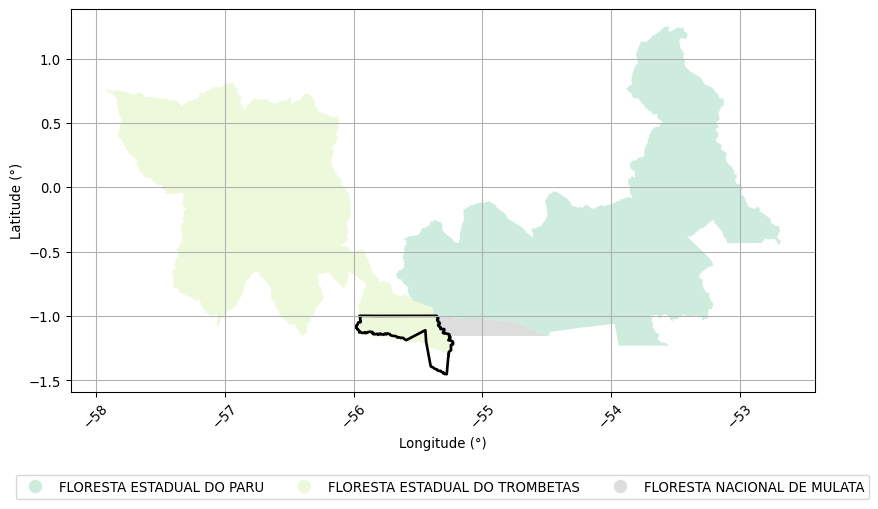 1.0
0.5
0.0
−0.5
−1.0
−1.5
Latitude (°)
−58 −57 −56 −55 −54 −53
Longitude (°)
FLORESTA ESTADUAL DO PARU FLORESTA ESTADUAL DO TROMBETAS FLORESTA NACIONAL DE MULATA